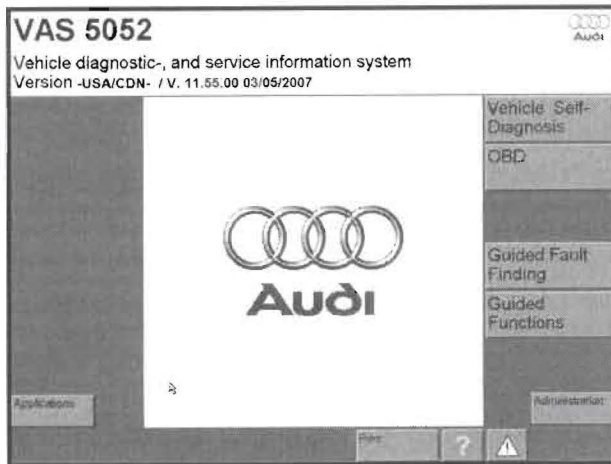 VAS 5052
Audi
Vehicle diagnostic-, and service information system
Version -USA/CDN- / V. 11.55.00 03/05/2007
Vehicle Self-
Diagnosis
OBD
Audi
Guided Fault
Finding
Guided
Functions
Applications
Administration
Print
?